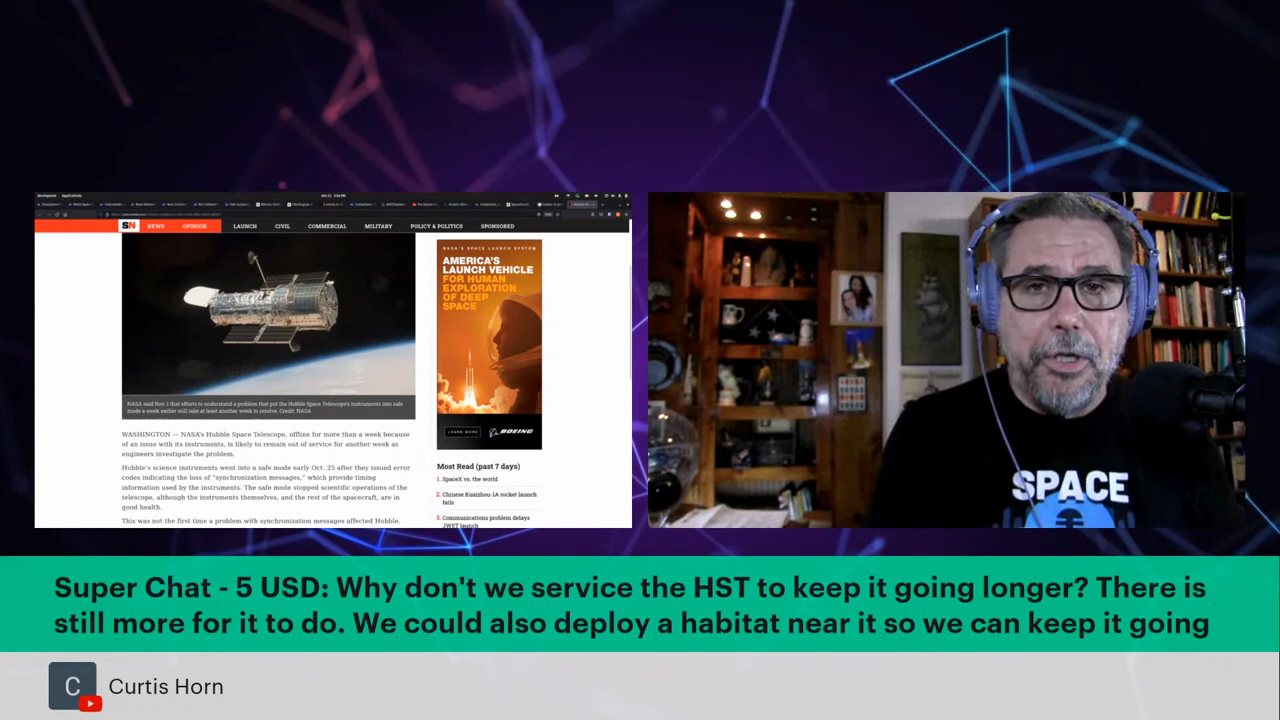 Workspaces Applications
SN NEWS OPINION LAUNCH CIVIL COMMERCIAL MILITARY POLICY & POLITICS SPONSORED
NASA said Nov. 1 that efforts to understand a problem that put the Hubble Space Telescope's instruments into safe
mode a week earlier will take at least another week to resolve. Credit: NASA
WASHINGTON — NASA's Hubble Space Telescope, offline for more than a week because
of an issue with its instruments, is likely to remain out of service for another week as
engineers investigate the problem.
Hubble's science instruments went into a safe mode early Oct. 25 after they issued error
codes indicating the loss of "synchronization messages," which provide timing
information used by the instruments. The safe mode stopped scientific operations of the
telescope, although the instruments themselves, and the rest of the spacecraft, are in
good health.
This was not the first time a problem with synchronization messages affected Hubble.
NASA'S SPACE LAUNCH SYSTEM
AMERICA'S
LAUNCH VEHICLE
FOR HUMAN
EXPLORATION
OF DEEP
SPACE
LEARN MORE BOEING
Most Read (past 7 days)
1. SpaceX vs. the world
2. Chinese Kuaizhou-1A rocket launch
fails
3. Communications problem delays
JWST launch
SPACE
Super Chat - 5 USD: Why don't we service the HST to keep it going longer? There is
still more for it to do. We could also deploy a habitat near it so we can keep it going
C Curtis Horn